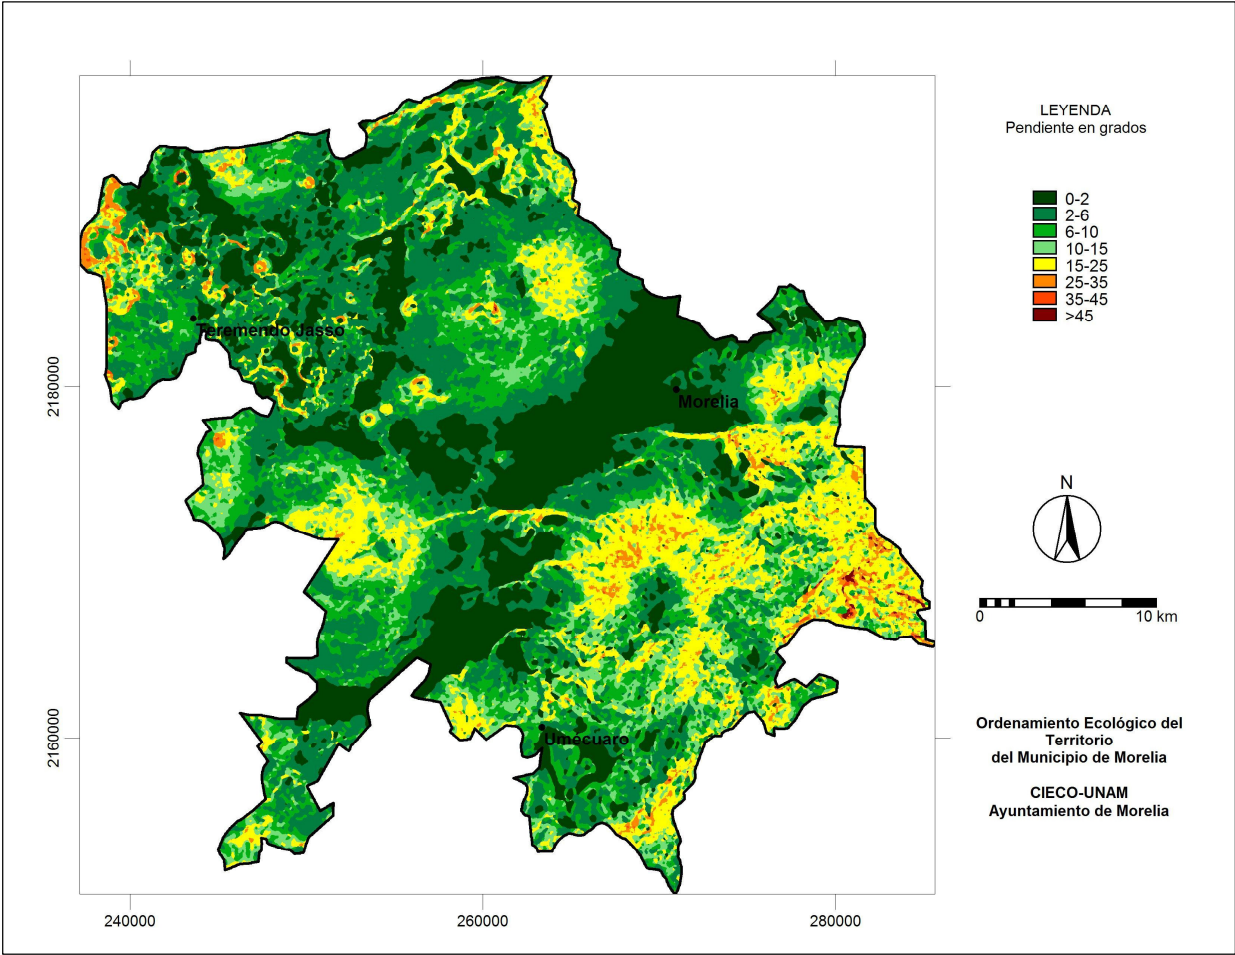 LEYENDA
Pendiente en grados
0-2
2-6
6-10
10-15
15-25
25-35
35-45
>45
Teremendo Jasso
Morelia
Umécuaro
2180000
2160000
240000
260000
280000
N
0 10 km
Ordenamiento Ecológico del
Territorio
del Municipio de Morelia
CIECO-UNAM
Ayuntamiento de Morelia